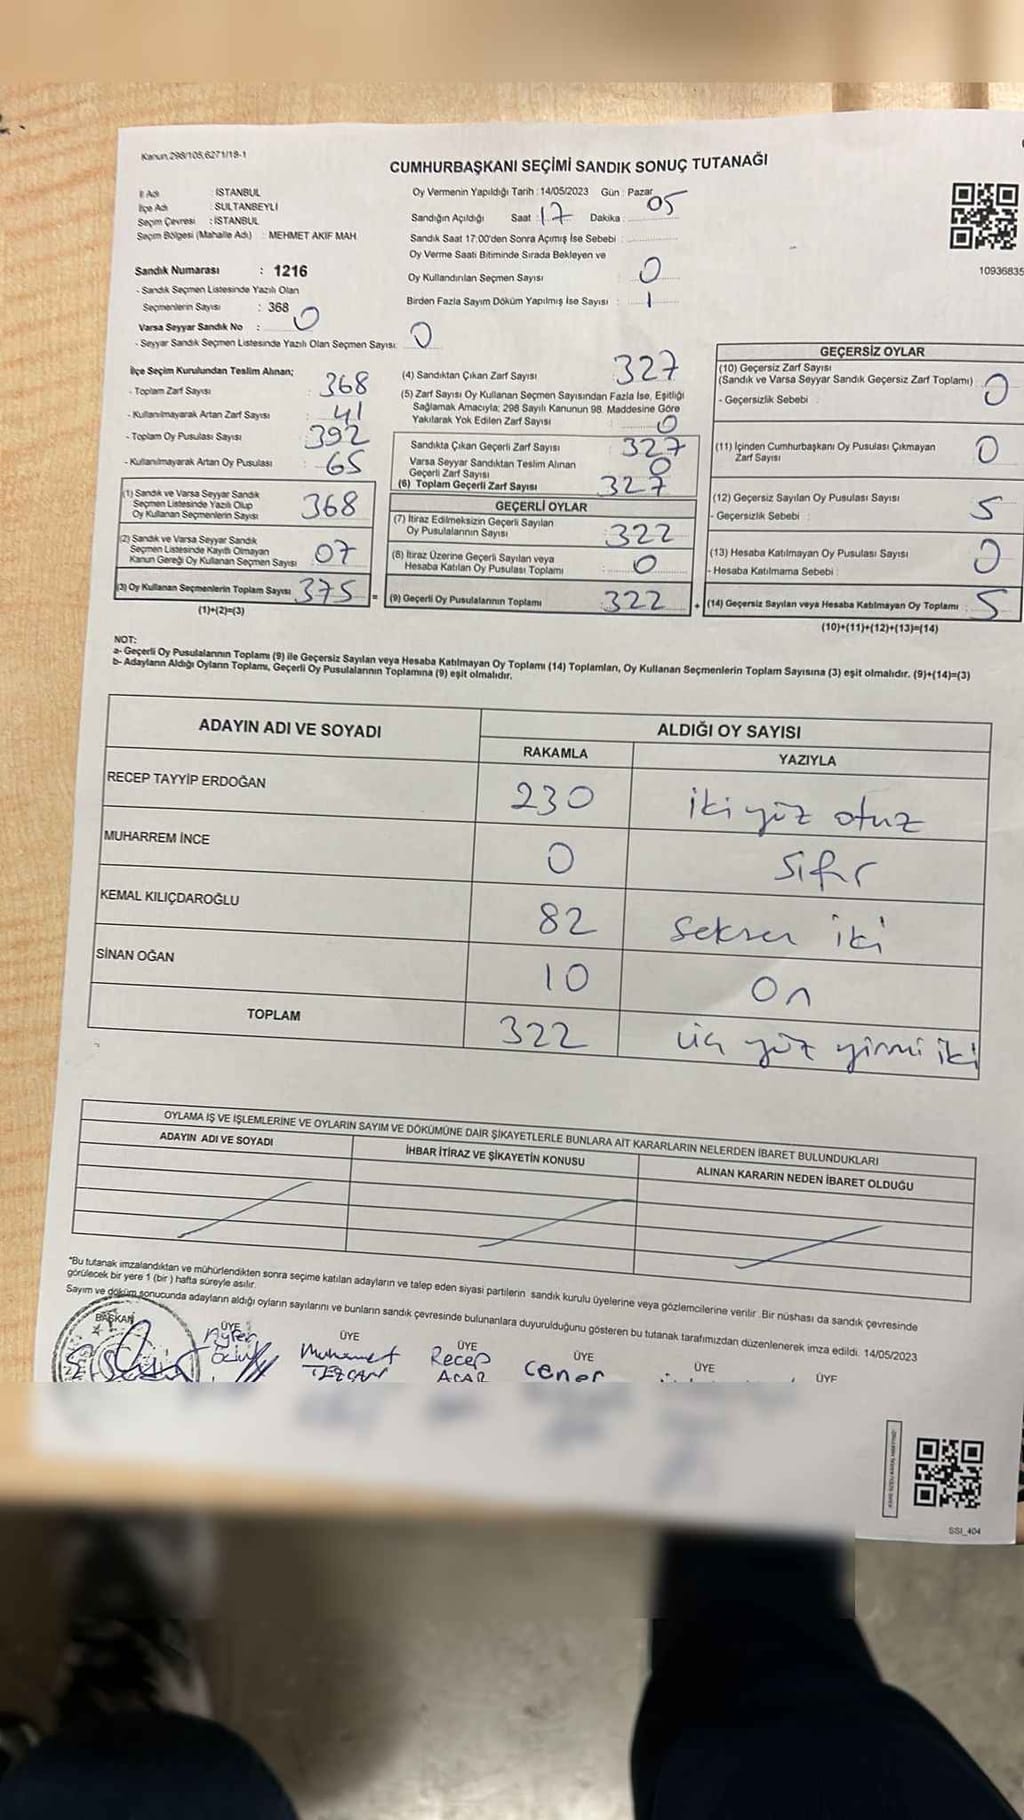 Kanun,298/105,6271/18-1
CUMHURBAŞKANI SEÇİMİ SANDIK SONUÇ TUTANAĞI
İl Adı : İSTANBUL
İlçe Adı : SULTANBEYLİ
Seçim Çevresi : İSTANBUL
Seçim Bölgesi (Mahalle Adı) : MEHMET AKİF MAH
Sandık Numarası : 1216
- Sandık Seçmen Listesinde Yazılı Olan
Seçmenlerin Sayısı : 368
Varsa Seyyar Sandık No : 0
- Seyyar Sandık Seçmen Listesinde Yazılı Olan Seçmen Sayısı: 0
Oy Vermenin Yapıldığı Tarih : 14/05/2023 Gün : Pazar
Sandığın Açıldığı Saat : 17 Dakika : 05
Sandık Saat 17:00'den Sonra Açımış İse Sebebi :
Oy Verme Saati Bitiminde Sırada Bekleyen ve
Oy Kullandırılan Seçmen Sayısı : 0
Birden Fazla Sayım Döküm Yapılmış İse Sayısı : 1
10936835
İlçe Seçim Kurulundan Teslim Alınan;
- Toplam Zarf Sayısı : 368
- Kullanılmayarak Artan Zarf Sayısı : 41
- Toplam Oy Pusulası Sayısı : 392
- Kullanılmayarak Artan Oy Pusulası : 65
(1) Sandık ve Varsa Seyyar Sandık
Seçmen Listesinde Yazılı Olup
Oy Kullanan Seçmenlerin Sayısı 368
(2) Sandık ve Varsa Seyyar Sandık
Seçmen Listesinde Kayıtlı Olmayan
Kanun Gereği Oy Kullanan Seçmen Sayısı : 07
(3) Oy Kullanan Seçmenlerin Toplam Sayısı : 375 =
(1)+(2)=(3)
(4) Sandıktan Çıkan Zarf Sayısı : 327
(5) Zarf Sayısı Oy Kullanan Seçmen Sayısından Fazla İse, Eşitliği
Sağlamak Amacıyla; 298 Sayılı Kanunun 98. Maddesine Göre
Yakılarak Yok Edilen Zarf Sayısı : 0
Sandıkta Çıkan Geçerli Zarf Sayısı : 327
Varsa Seyyar Sandıktan Teslim Alınan
Geçerli Zarf Sayısı : 0
(6) Toplam Geçerli Zarf Sayısı : 327
GEÇERLİ OYLAR
(7) İtiraz Edilmeksizin Geçerli Sayılan
Oy Pusulalarının Sayısı : 322
(8) İtiraz Üzerine Geçerli Sayılan veya
Hesaba Katılan Oy Pusulası Toplamı : 0
(9) Geçerli Oy Pusulalarının Toplamı : 322 +
GEÇERSİZ OYLAR
(10) Geçersiz Zarf Sayısı
(Sandık ve Varsa Seyyar Sandık Geçersiz Zarf Toplamı) : 0
- Geçersizlik Sebebi :
(11) İçinden Cumhurbaşkanı Oy Pusulası Çıkmayan
Zarf Sayısı : 0
(12) Geçersiz Sayılan Oy Pusulası Sayısı : 5
- Geçersizlik Sebebi :
(13) Hesaba Katılmayan Oy Pusulası Sayısı : 0
- Hesaba Katılmama Sebebi :
(14) Geçersiz Sayılan veya Hesaba Katılmayan Oy Toplamı : 5
(10)+(11)+(12)+(13)=(14)
NOT:
a- Geçerli Oy Pusulalarının Toplamı (9) ile Geçersiz Sayılan veya Hesaba Katılmayan Oy Toplamı (14) Toplamları, Oy Kullanan Seçmenlerin Toplam Sayısına (3) eşit olmalıdır. (9)+(14)=(3)
b- Adayların Aldığı Oyların Toplamı, Geçerli Oy Pusulalarının Toplamına (9) eşit olmalıdır.
ADAYIN ADI VE SOYADI ALDIĞI OY SAYISI
RAKAMLA YAZIYLA
RECEP TAYYİP ERDOĞAN 230 iki yüz otuz
MUHARREM İNCE 0 Sıfır
KEMAL KILIÇDAROĞLU 82 Seksen iki
SİNAN OĞAN 10 On
TOPLAM 322 üç yüz yirmi iki
OYLAMA İŞ VE İŞLEMLERİNE VE OYLARIN SAYIM VE DÖKÜMÜNE DAİR ŞİKAYETLERLE BUNLARA AİT KARARLARIN NELERDEN İBARET BULUNDUKLARI
ADAYIN ADI VE SOYADI İHBAR İTİRAZ VE ŞİKAYETİN KONUSU ALINAN KARARIN NEDEN İBARET OLDUĞU
*Bu tutanak imzalandıktan ve mühürlendikten sonra seçime katılan adayların ve talep eden siyasi partilerin sandık kurulu üyelerine veya gözlemcilerine verilir. Bir nüshası da sandık çevresinde
görülecek bir yere 1 (bir ) hafta süreyle asılır.
Sayım ve döküm sonucunda adayların aldığı oyların sayılarını ve bunların sandık çevresinde bulunanlara duyurulduğunu gösteren bu tutanak tarafımızdan düzenlenerek imza edildi. 14/05/2023
BAŞKAN ÜYE ÜYE ÜYE ÜYE ÜYE ÜYE
Ayfer Muhamet Recep Cener
TEZCAN ACAR
SSI_404